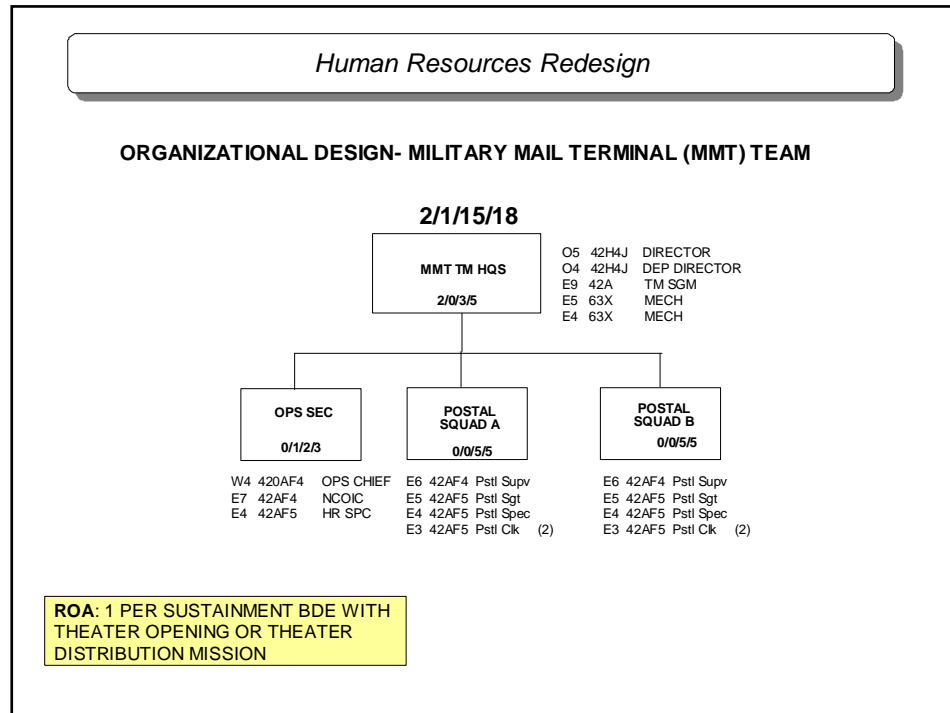 Human Resources Redesign
ORGANIZATIONAL DESIGN- MILITARY MAIL TERMINAL (MMT) TEAM
2/1/15/18
MMT TM HQS
2/0/3/5
O5 42H4J DIRECTOR
O4 42H4J DEP DIRECTOR
E9 42A TM SGM
E5 63X MECH
E4 63X MECH
OPS SEC
0/1/2/3
W4 420AF4 OPS CHIEF
E7 42AF4 NCOIC
E4 42AF5 HR SPC
POSTAL
SQUAD A
0/0/5/5
E6 42AF4 Pstl Supv
E5 42AF5 Pstl Sgt
E4 42AF5 Pstl Spec
E3 42AF5 Pstl Clk (2)
POSTAL
SQUAD B
0/0/5/5
E6 42AF4 Pstl Supv
E5 42AF5 Pstl Sgt
E4 42AF5 Pstl Spec
E3 42AF5 Pstl Clk (2)
ROA: 1 PER SUSTAINMENT BDE WITH
THEATER OPENING OR THEATER
DISTRIBUTION MISSION